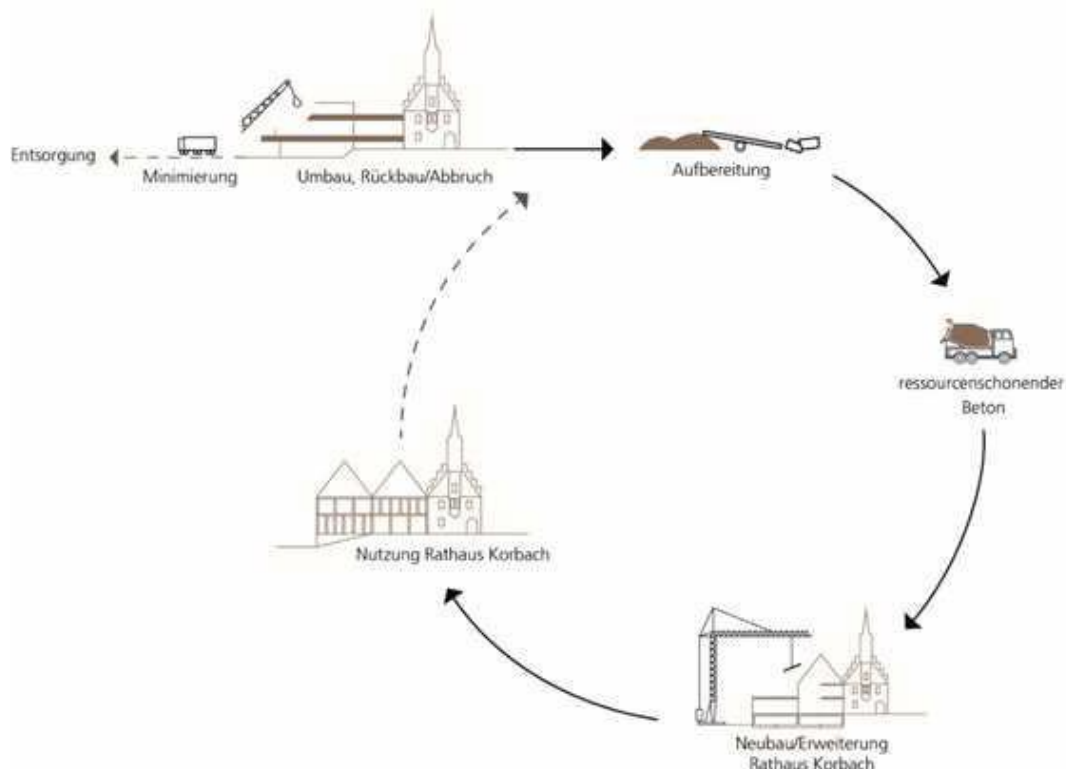 Entsorgung
Minimierung
Umbau, Rückbau/Abbruch
Aufbereitung
ressourcenschonender
Beton
Neubau/Erweiterung
Rathaus Korbach
Nutzung Rathaus Korbach